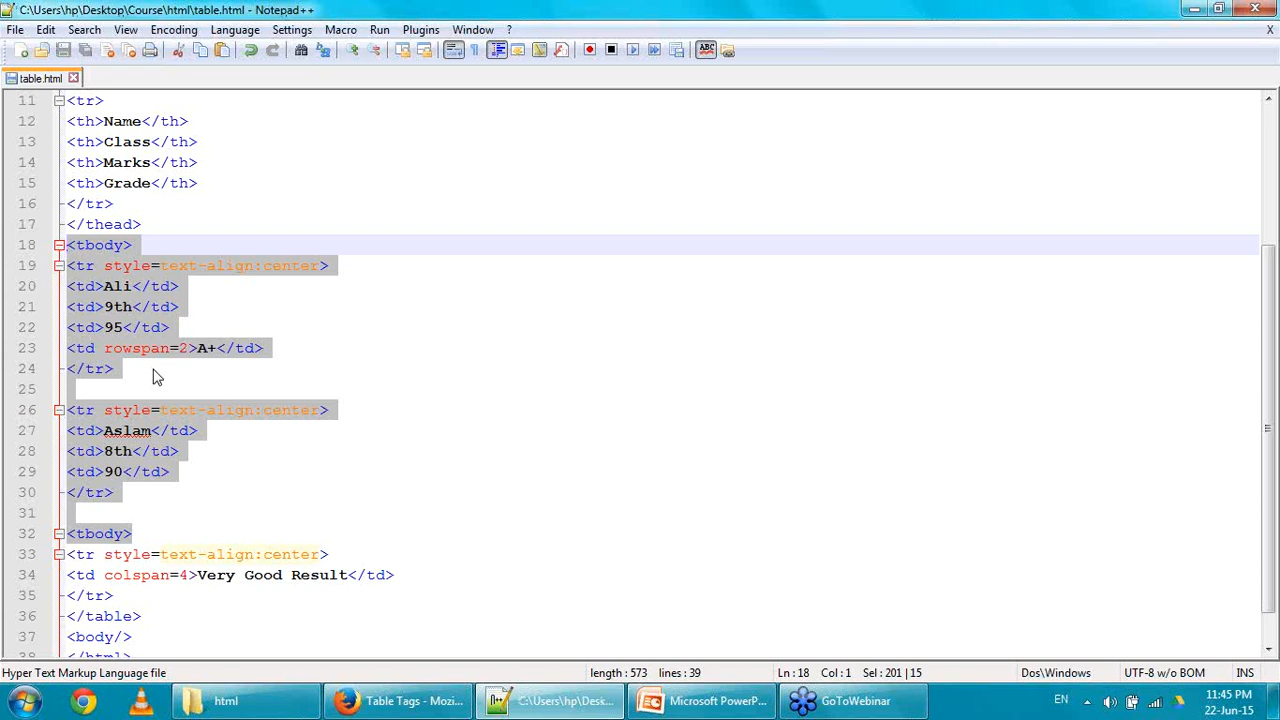 C:\Users\hp\Desktop\Course\html\table.html - Notepad++
File Edit Search View Encoding Language Settings Macro Run Plugins Window ? X
ABC
table.html
11 <tr>
12 <th>Name</th>
13 <th>Class</th>
14 <th>Marks</th>
15 <th>Grade</th>
16 </tr>
17 </thead>
18 <tbody>
19 <tr style=text-align:center>
20 <td>Ali</td>
21 <td>9th</td>
22 <td>95</td>
23 <td rowspan=2>A+</td>
24 </tr>
25
26 <tr style=text-align:center>
27 <td>Aslam</td>
28 <td>8th</td>
29 <td>90</td>
30 </tr>
31
32 <tbody>
33 <tr style=text-align:center>
34 <td colspan=4>Very Good Result</td>
35 </tr>
36 </table>
37 <body/>
38 </html>
Hyper Text Markup Language file length : 573 lines : 39 Ln : 18 Col : 1 Sel : 201 | 15 Dos\Windows UTF-8 w/o BOM INS
html Table Tags - Mozi... C:\Users\hp\Desk... Microsoft PowerP... GoToWebinar EN 11:45 PM
22-Jun-15